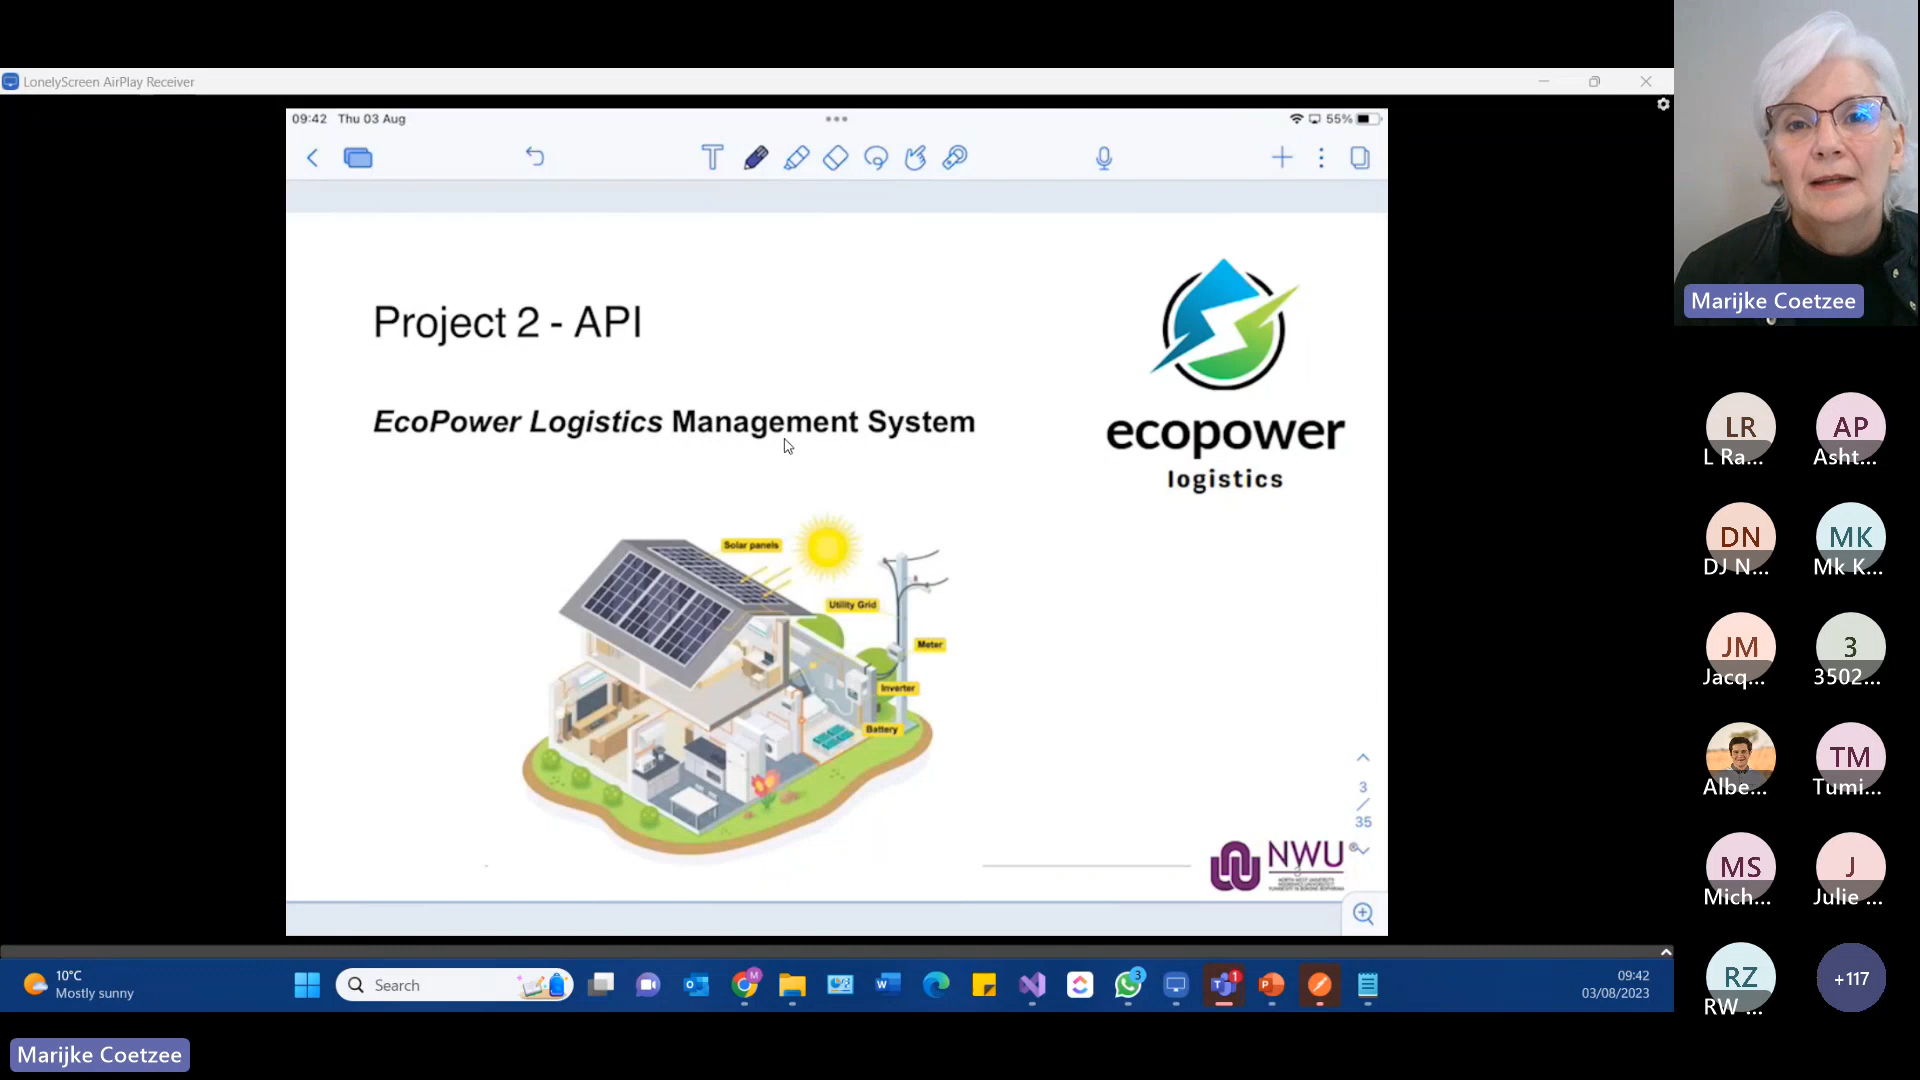 LonelyScreen AirPlay Receiver
09:42 Thu 03 Aug
55%
T
Project 2 - API
EcoPower Logistics Management System
ecopower
logistics
Solar panels
Utility Grid
Meter
Inverter
Battery
3
/
35
NWU
®
3
Marijke Coetzee
LR
L Ra...
AP
Asht...
DN
DJ N...
MK
Mk K...
JM
Jacq...
3
3502...
Albe...
TM
Tumi...
MS
Mich...
J
Julie ...
RZ
RW ...
+117
10°C
Mostly sunny
Search
M
3
1
09:42
03/08/2023
Marijke Coetzee